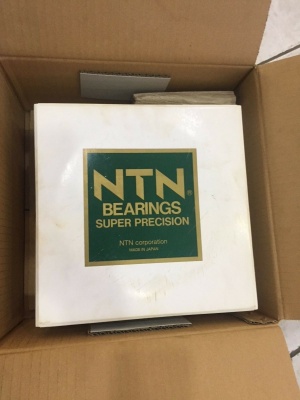 NTN®
BEARINGS
SUPER PRECISION
NTN corporation
MADE IN JAPAN